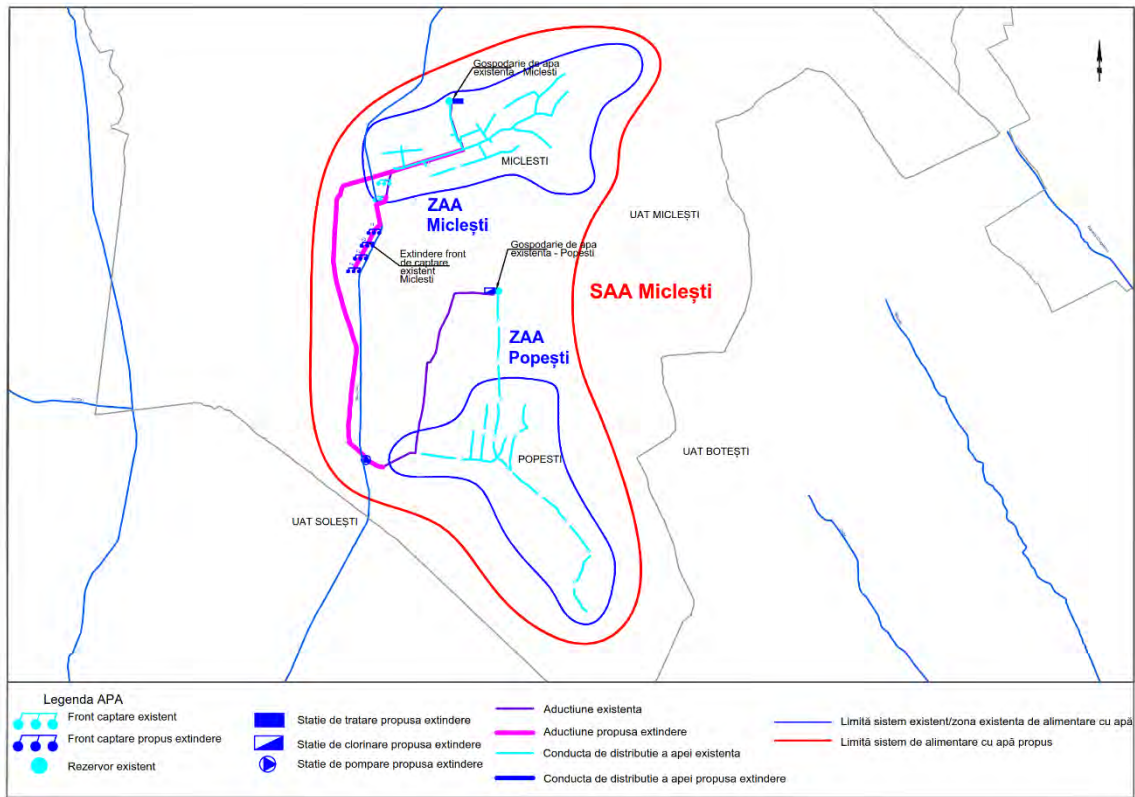 Gospodarie de apa
existenta - Miclesti
MICLESTI
ZAA
Miclești
UAT MICLEȘTI
Gospodarie de apa
existenta - Popesti
Extindere front
de captare
existent
Miclesti
SAA Miclești
ZAA
Popești
POPESTI
UAT BOTEȘTI
UAT SOLEȘTI
Legenda APA
Front captare existent
Front captare propus extindere
Rezervor existent
Statie de tratare propusa extindere
Statie de clorinare propusa extindere
Statie de pompare propusa extindere
Aductiune existenta
Aductiune propusa extindere
Conducta de distributie a apei existenta
Conducta de distributie a apei propusa extindere
Limită sistem existent/zona existenta de alimentare cu apă
Limită sistem de alimentare cu apă propus